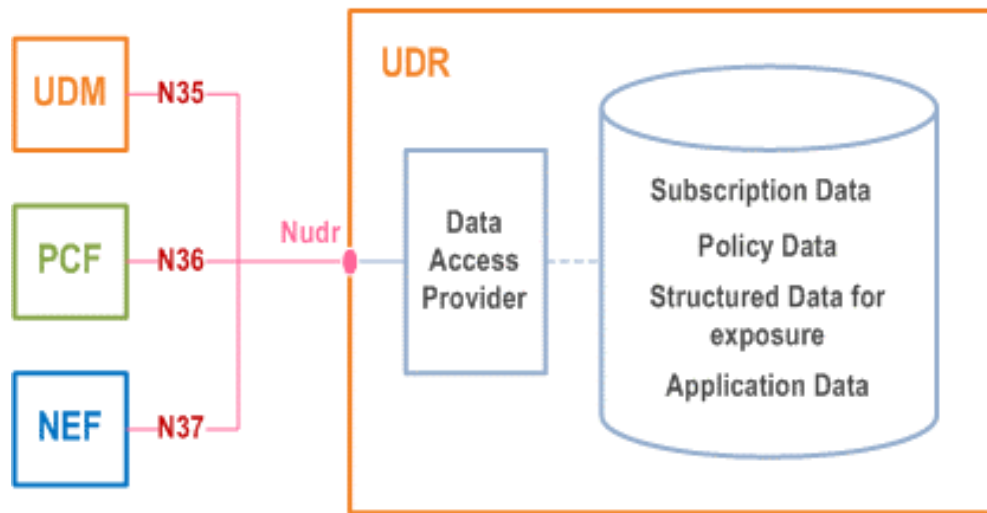 UDM
N35
PCF
N36
NEF
N37
Nudr
UDR
Data
Access
Provider
Subscription Data
Policy Data
Structured Data for
exposure
Application Data